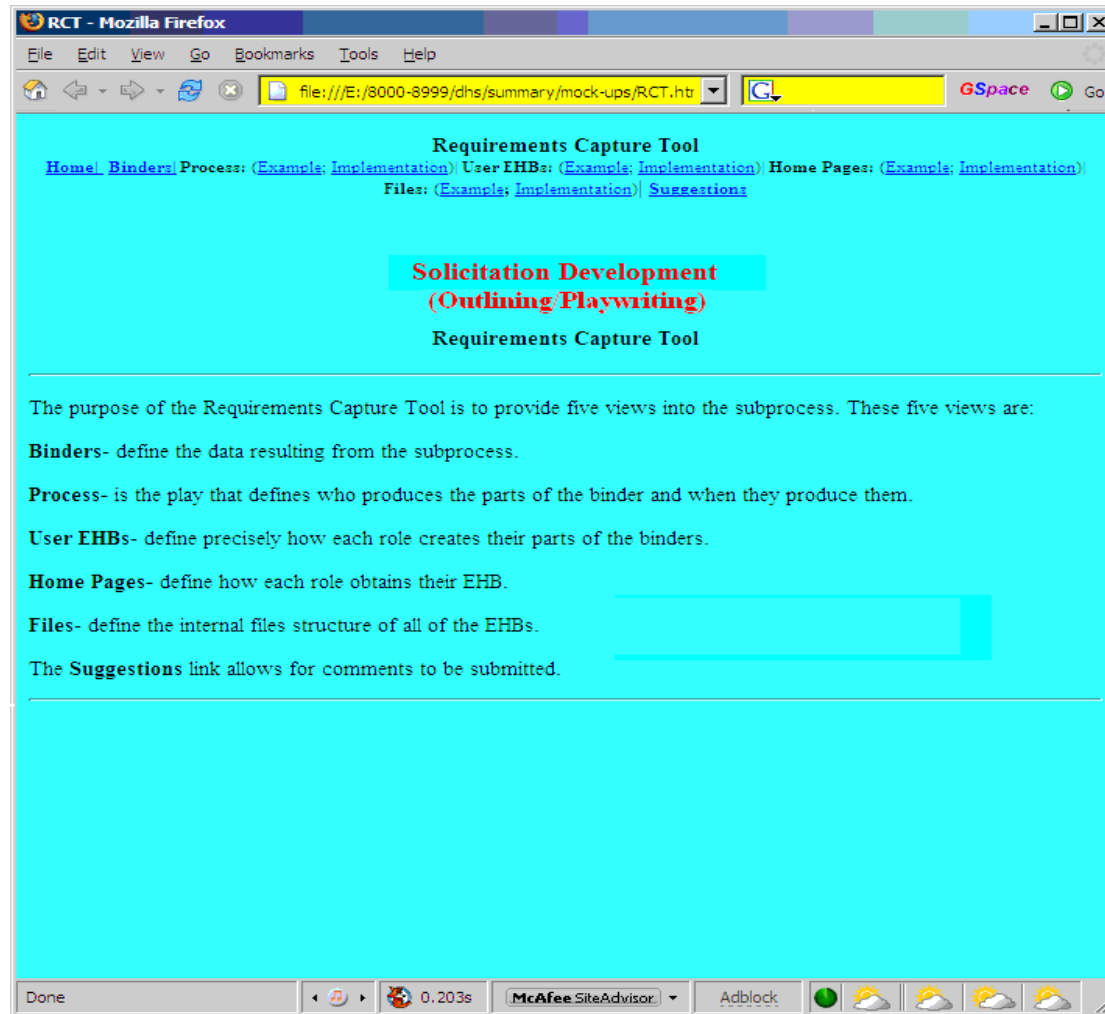 RCT - Mozilla Firefox
File Edit View Go Bookmarks Tools Help
file:///E:/8000-8999/dhs/summary/mock-ups/RCT.htr G GSpace Go
Requirements Capture Tool
Home| Binders| Process: (Example; Implementation)| User EHBs: (Example; Implementation)| Home Pages: (Example; Implementation)|
Files: (Example; Implementation)| Suggestions
Solicitation Development
(Outlining/Playwriting)
Requirements Capture Tool
The purpose of the Requirements Capture Tool is to provide five views into the subprocess. These five views are:
Binders- define the data resulting from the subprocess.
Process- is the play that defines who produces the parts of the binder and when they produce them.
User EHBs- define precisely how each role creates their parts of the binders.
Home Pages- define how each role obtains their EHB.
Files- define the internal files structure of all of the EHBs.
The Suggestions link allows for comments to be submitted.
Done 0.203s McAfee SiteAdvisor Adblock